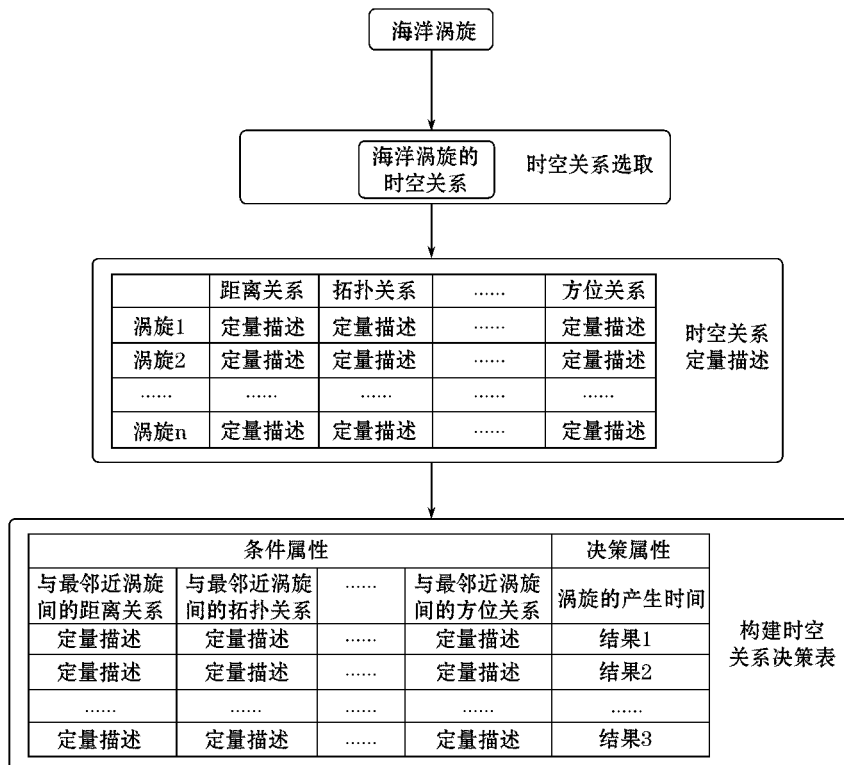 海洋涡旋
海洋涡旋的
时空关系
时空关系选取
距离关系 拓扑关系 …… 方位关系
涡旋1 定量描述 定量描述 …… 定量描述
涡旋2 定量描述 定量描述 …… 定量描述
…… …… …… …… ……
涡旋n 定量描述 定量描述 …… 定量描述
时空关系
定量描述
条件属性 决策属性
与最邻近涡旋
间的距离关系
与最邻近涡旋
间的拓扑关系
……
与最邻近涡旋
间的方位关系
涡旋的产生时间
定量描述 定量描述 …… 定量描述 结果1
定量描述 定量描述 …… 定量描述 结果2
…… …… …… …… ……
定量描述 定量描述 …… 定量描述 结果3
构建时空
关系决策表